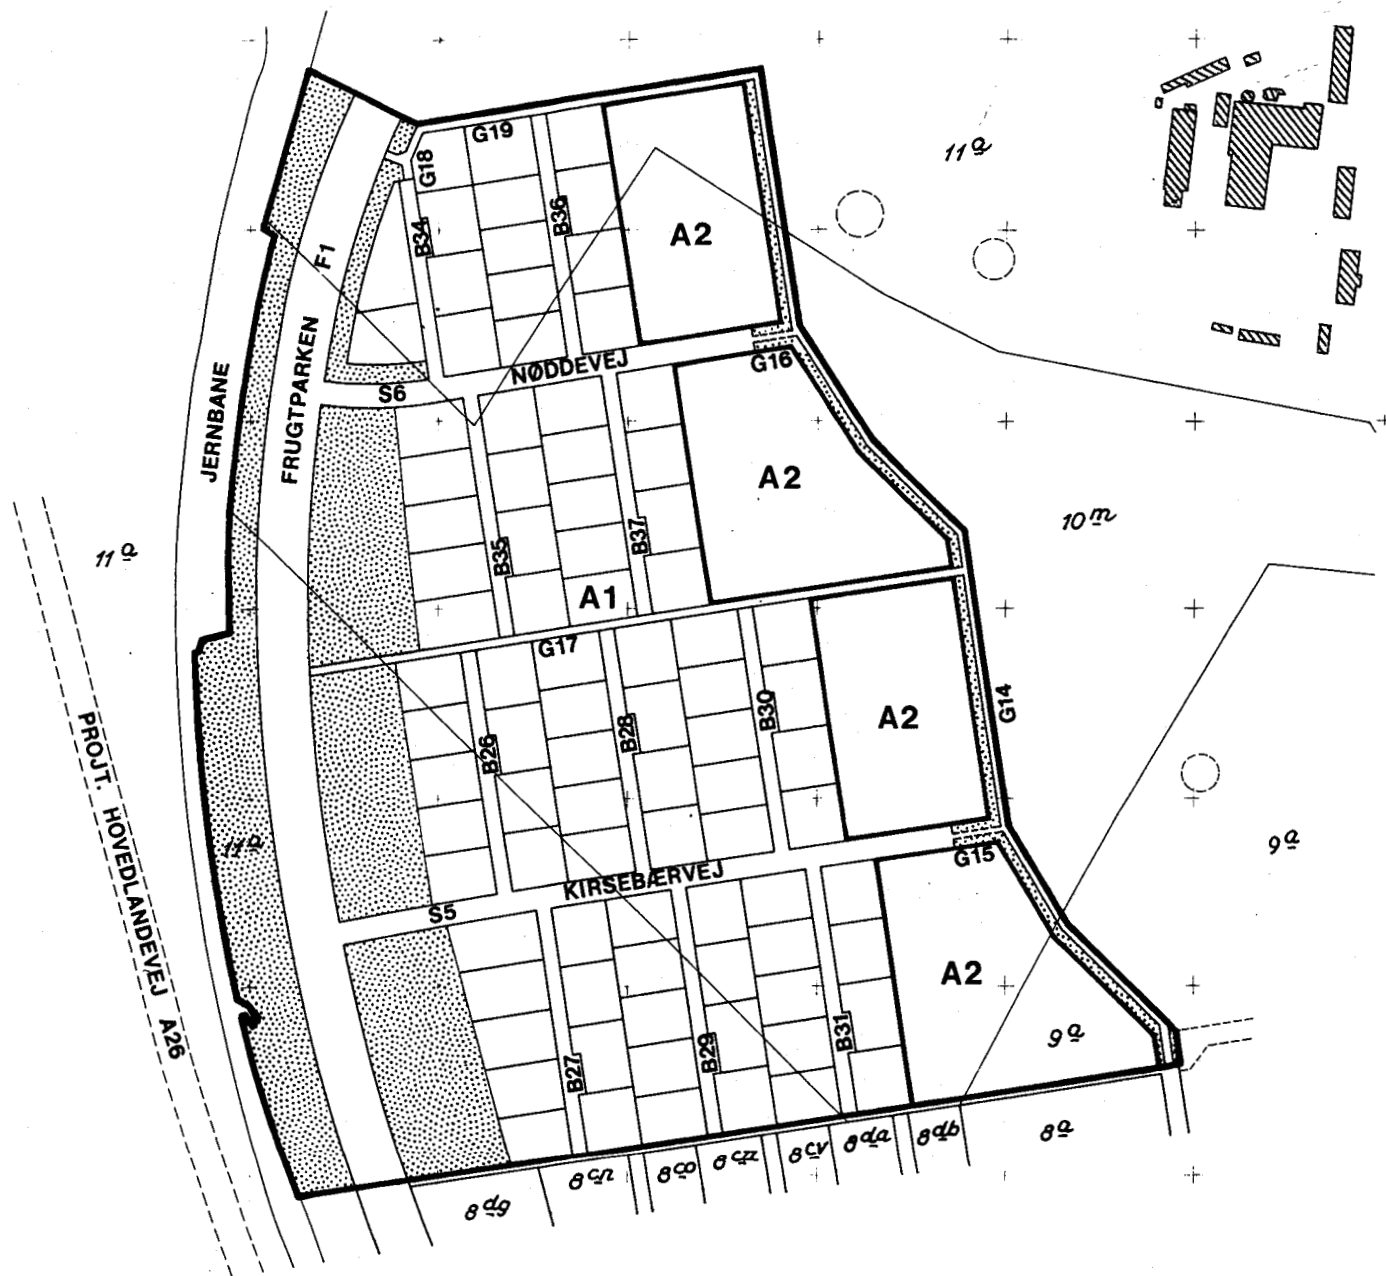 G19
11a
G18
B36
A2
B34
F1
NØDDEVEJ
G16
S6
JERNBANE
FRUGTPARKEN
A2
10m
11a
B37
B35
A1
G17
G14
B30
A2
B28
B26
PROJT. HOVEDLANDEVEJ A26
11a
9a
G15
KIRSEBÆRVEJ
S5
A2
B31
9a
B29
B27
8a
8db
8da
8cv
8co
8cn
8dg